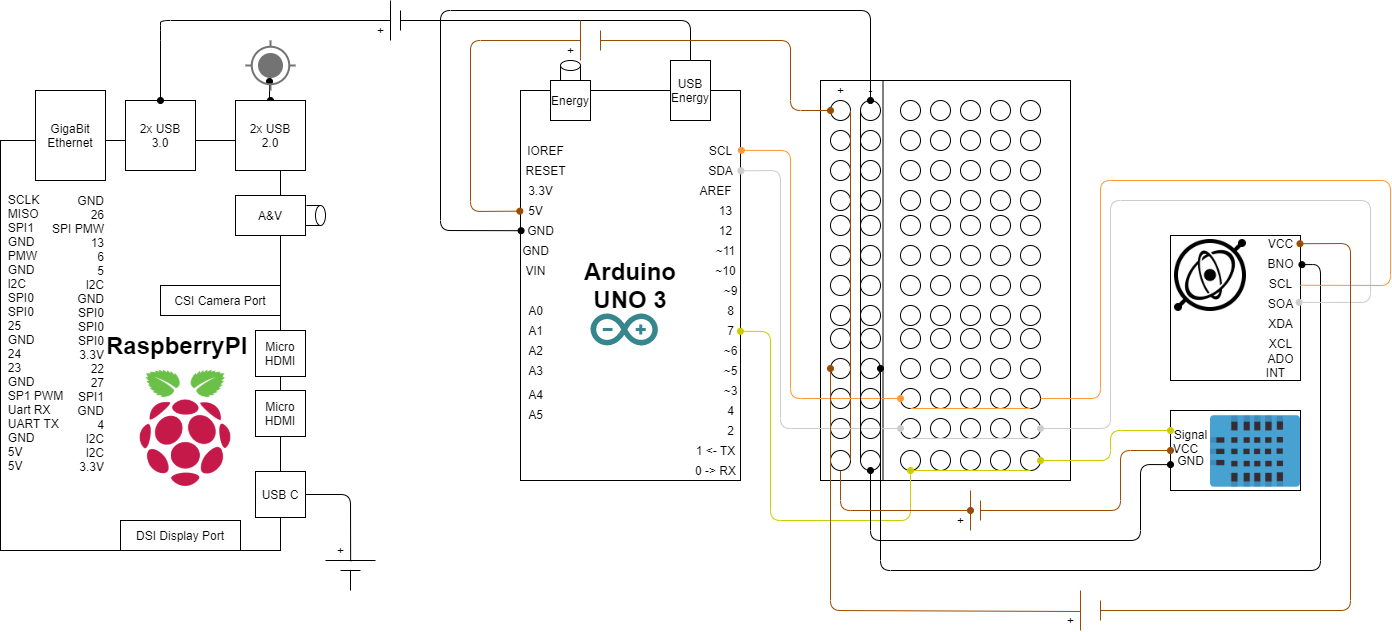 +
+
GigaBit
Ethernet
2x USB
3.0
2x USB
2.0
A&V
CSI Camera Port
Micro
HDMI
Micro
HDMI
USB C
DSI Display Port
+
SCLK GND
MISO 26
SPI1 SPI PMW
GND 13
PMW 6
GND 5
I2C I2C
SPI0 GND
SPI0 SPI0
25 SPI0
GND SPI0
24 3.3V
23 22
GND 27
SP1 PWM SPI1
Uart RX GND
UART TX 4
GND I2C
5V I2C
5V 3.3V
RaspberryPI
Energy
USB
Energy
IOREF
RESET
3.3V
5V
GND
GND
VIN
A0
A1
A2
A3
A4
A5
Arduino
UNO 3
SCL
SDA
AREF
13
12
~11
~10
~9
8
7
~6
~5
~3
4
2
1 <- TX
0 -> RX
+ -
VCC
BNO
SCL
SOA
XDA
XCL
ADO
INT
Signal
VCC
GND
+
+